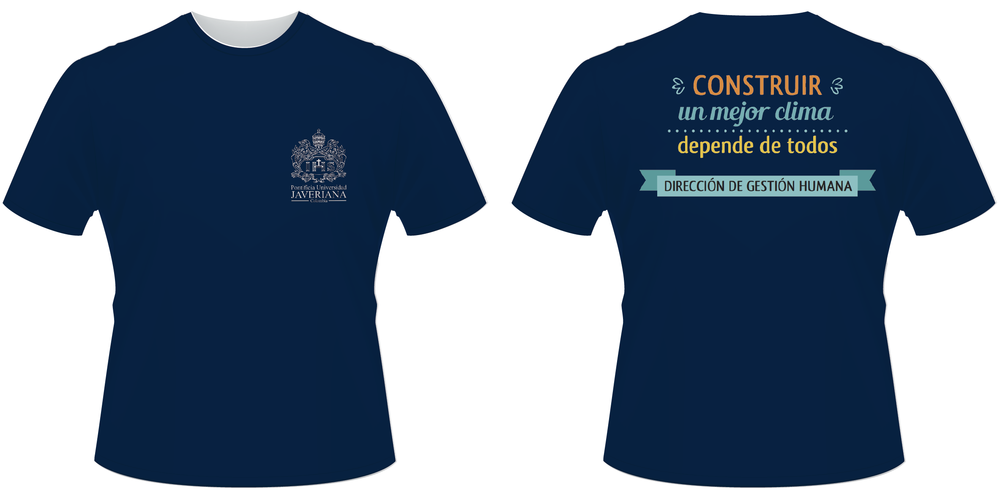 IHS
Pontificia Universidad
JAVERIANA
Colombia
CONSTRUIR
un mejor clima
depende de todos
DIRECCIÓN DE GESTIÓN HUMANA